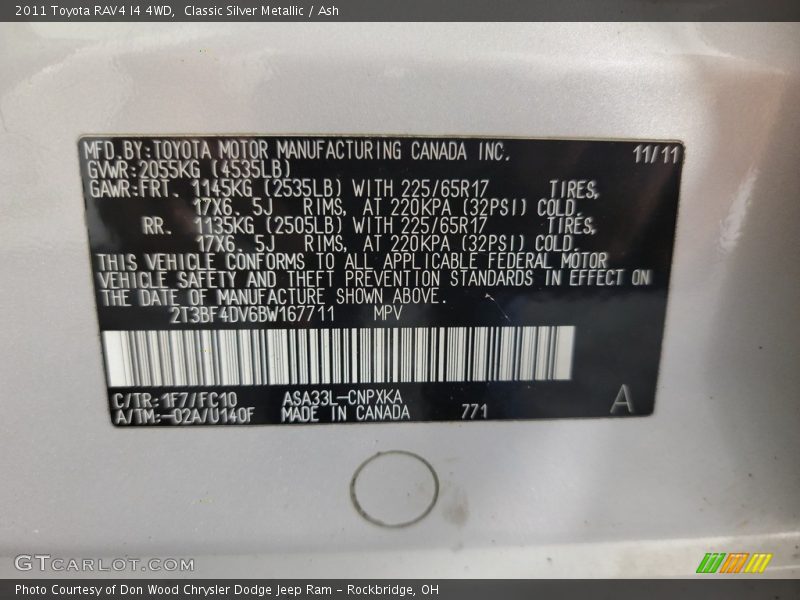 2011 Toyota RAV4 I4 4WD, Classic Silver Metallic / Ash
MFD.BY:TOYOTA MOTOR MANUFACTURING CANADA INC. 11/11
GVWR:2055KG (4535LB)
GAWR:FRT. 1145KG (2535LB) WITH 225/65R17 TIRES,
17X6. 5J RIMS, AT 220KPA (32PSI) COLD.
RR. 1135KG (2505LB) WITH 225/65R17 TIRES,
17X6. 5J RIMS, AT 220KPA (32PSI) COLD.
THIS VEHICLE CONFORMS TO ALL APPLICABLE FEDERAL MOTOR
VEHICLE SAFETY AND THEFT PREVENTION STANDARDS IN EFFECT ON
THE DATE OF MANUFACTURE SHOWN ABOVE.
2T3BF4DV6BW167711 MPV
C/TR:1F7/FC10 ASA33L-CNPXKA
A/TM:-02A/U140F MADE IN CANADA 771 A
GTCARLOT.COM
Photo Courtesy of Don Wood Chrysler Dodge Jeep Ram - Rockbridge, OH